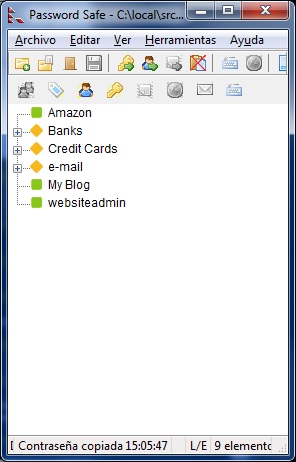 Password Safe - C:\local\src...
Archivo Editar Ver Herramientas Ayuda
Amazon
Banks
Credit Cards
e-mail
My Blog
websiteadmin
Contraseña copiada 15:05:47 L/E 9 elemento